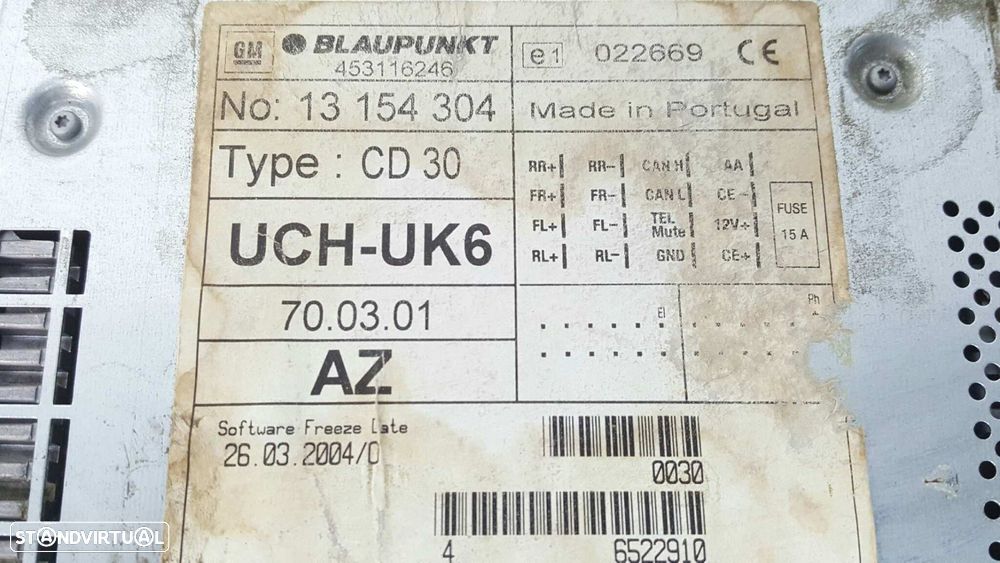 GM BLAUPUNKT
453116246
e1 022669 CE
No: 13 154 304
Made in Portugal
Type : CD 30
RR+ RR- CAN H AA
FR+ FR- CAN L CE-
FL+ FL- TEL Mute 12V+
RL+ RL- GND CE+
FUSE
15 A
UCH-UK6
70.03.01
El Ph
AZ
Software Freeze Date
26.03.2004/0
0030
4 6522910
STANDVIRTUAL